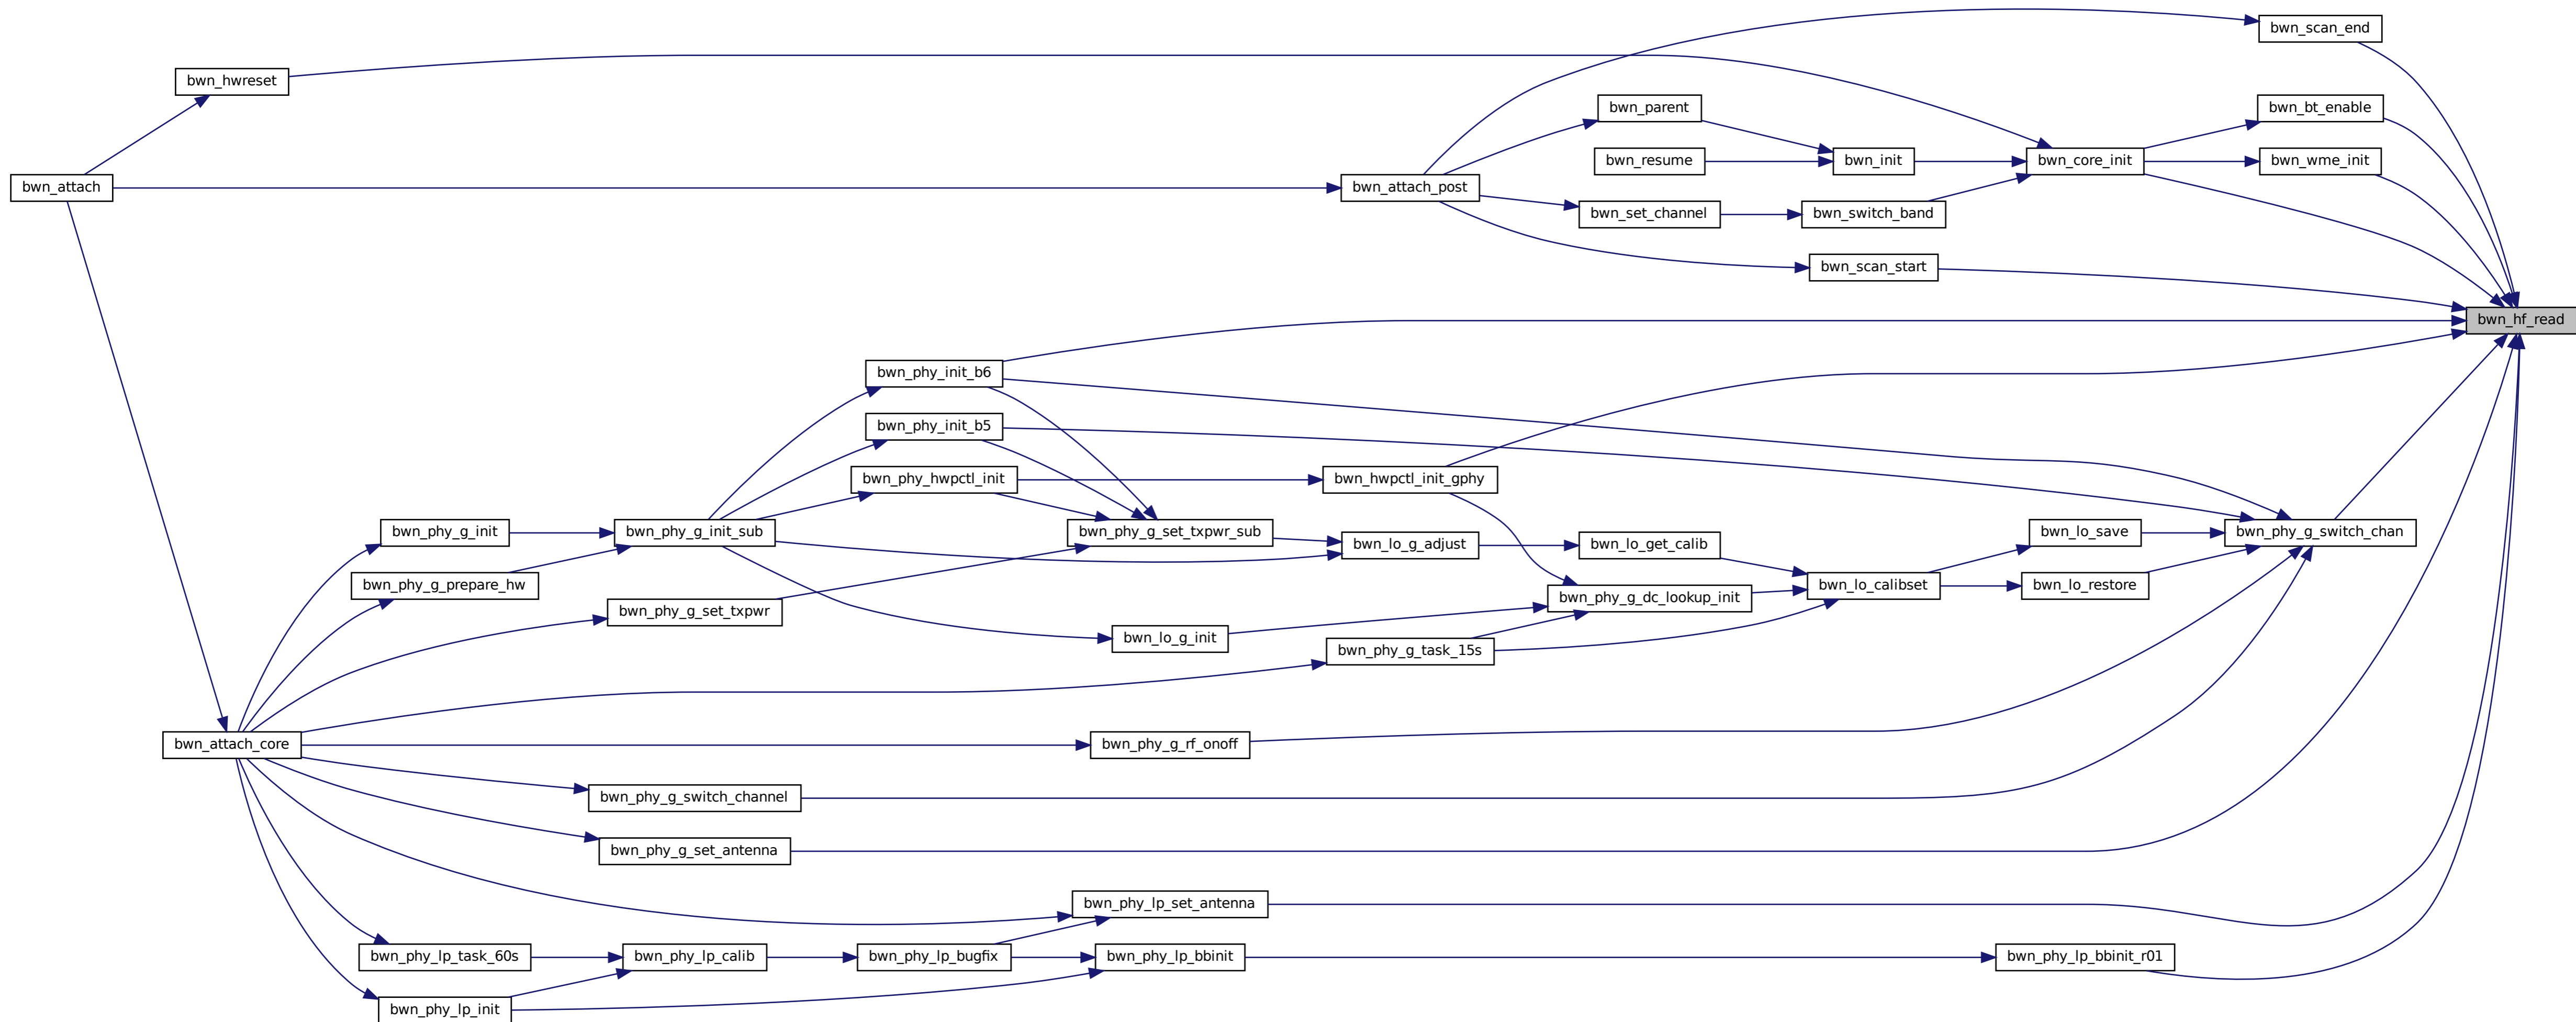 bwn_scan_end
bwn_hwreset
bwn_parent
bwn_bt_enable
bwn_resume
bwn_init
bwn_core_init
bwn_wme_init
bwn_attach
bwn_attach_post
bwn_set_channel
bwn_switch_band
bwn_scan_start
bwn_hf_read
bwn_phy_init_b6
bwn_phy_init_b5
bwn_phy_hwpctl_init
bwn_hwpctl_init_gphy
bwn_phy_g_init
bwn_phy_g_init_sub
bwn_phy_g_set_txpwr_sub
bwn_lo_g_adjust
bwn_lo_get_calib
bwn_lo_save
bwn_phy_g_switch_chan
bwn_phy_g_prepare_hw
bwn_phy_g_dc_lookup_init
bwn_lo_calibset
bwn_lo_restore
bwn_phy_g_set_txpwr
bwn_lo_g_init
bwn_phy_g_task_15s
bwn_attach_core
bwn_phy_g_rf_onoff
bwn_phy_g_switch_channel
bwn_phy_g_set_antenna
bwn_phy_lp_set_antenna
bwn_phy_lp_task_60s
bwn_phy_lp_calib
bwn_phy_lp_bugfix
bwn_phy_lp_bbinit
bwn_phy_lp_bbinit_r01
bwn_phy_lp_init